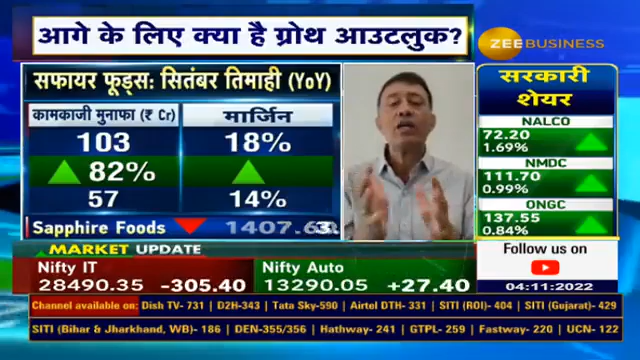 आगे के लिए क्या है ग्रोथ आउटलुक?
ZEE BUSINESS
सफायर फूड्स: सितंबर तिमाही (YoY)
कामकाजी मुनाफा (₹ Cr)
मार्जिन
103
18%
82%
57
14%
Sapphire Foods
सरकारी
शेयर
NALCO
72.20
1.69%
NMDC
111.70
0.99%
ONGC
137.55
0.84%
MARKET UPDATE
Nifty IT
28490.35 -305.40
Nifty Auto
13290.05 +27.40
Follow us on
04:11:2022
Channel available on: Dish TV- 731 | D2H-343 | Tata Sky-590 | Airtel DTH- 331 | SITI (ROI)- 404 | SITI (Gujarat)- 429
SITI (Bihar & Jharkhand, WB)- 186 | DEN-355/356 | Hathway- 241 | GTPL- 259 | Fastway- 220 | UCN- 122